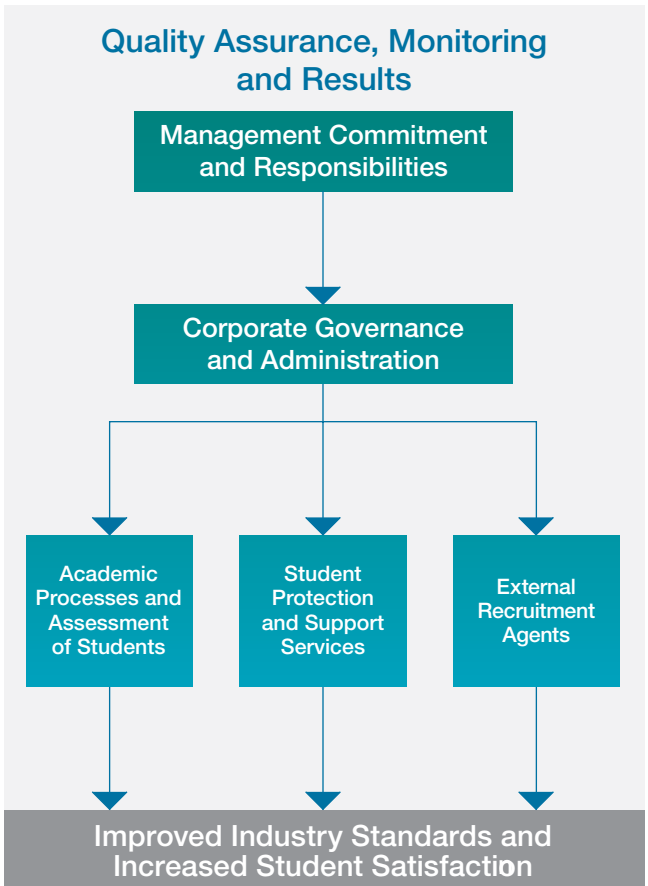 Quality Assurance, Monitoring
and Results
Management Commitment
and Responsibilities
Corporate Governance
and Administration
Academic
Processes and
Assessment
of Students
Student
Protection
and Support
Services
External
Recruitment
Agents
Improved Industry Standards and
Increased Student Satisfaction